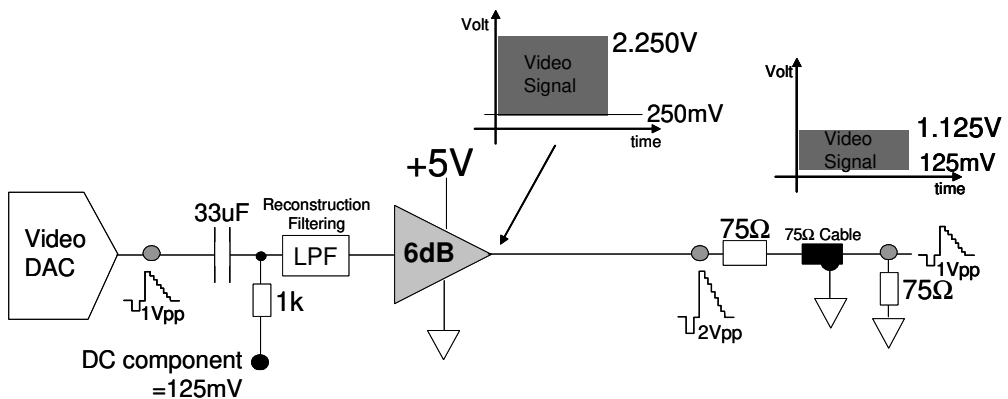 Volt
2.250V
Video
Signal
250mV
time
Volt
1.125V
Video
Signal
125mV
time
+5V
Video
DAC
33uF
Reconstruction
Filtering
LPF
6dB
75Ω
75Ω Cable
1Vpp
1k
1Vpp
75Ω
2Vpp
DC component
=125mV